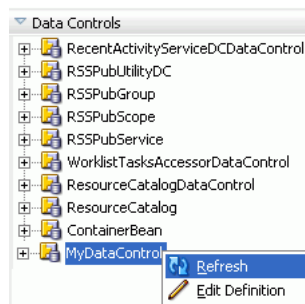 Data Controls
RecentActivityServiceDCDataControl
RSSPubUtilityDC
RSSPubGroup
RSSPubScope
RSSPubService
WorklistTasksAccessorDataControl
ResourceCatalogDataControl
ResourceCatalog
ContainerBean
MyDataControl
Refresh
Edit Definition